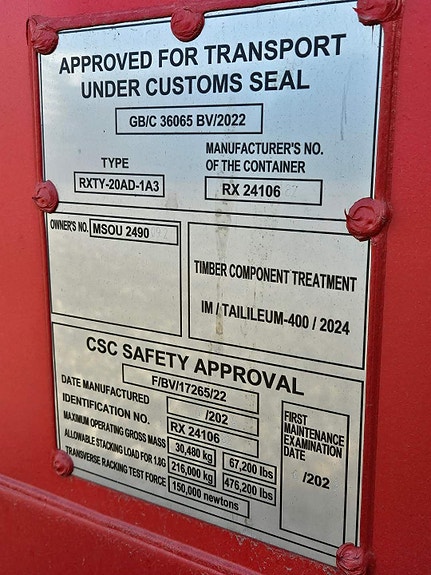 APPROVED FOR TRANSPORT
UNDER CUSTOMS SEAL
GB/C 36065 BV/2022
TYPE
RXTY-20AD-1A3
MANUFACTURER'S NO.
OF THE CONTAINER
RX 24106
OWNER'S NO. MSOU 2490
TIMBER COMPONENT TREATMENT
IM / TAILILEUM-400 / 2024
CSC SAFETY APPROVAL
F/BV/17265/22
DATE MANUFACTURED /202
IDENTIFICATION NO. RX 24106
MAXIMUM OPERATING GROSS MASS 30,480 kg 67,200 lbs
ALLOWABLE STACKING LOAD FOR 1.8G 216,000 kg 476,200 lbs
TRANSVERSE RACKING TEST FORCE 150,000 newtons
FIRST
MAINTENANCE
EXAMINATION
DATE
/202